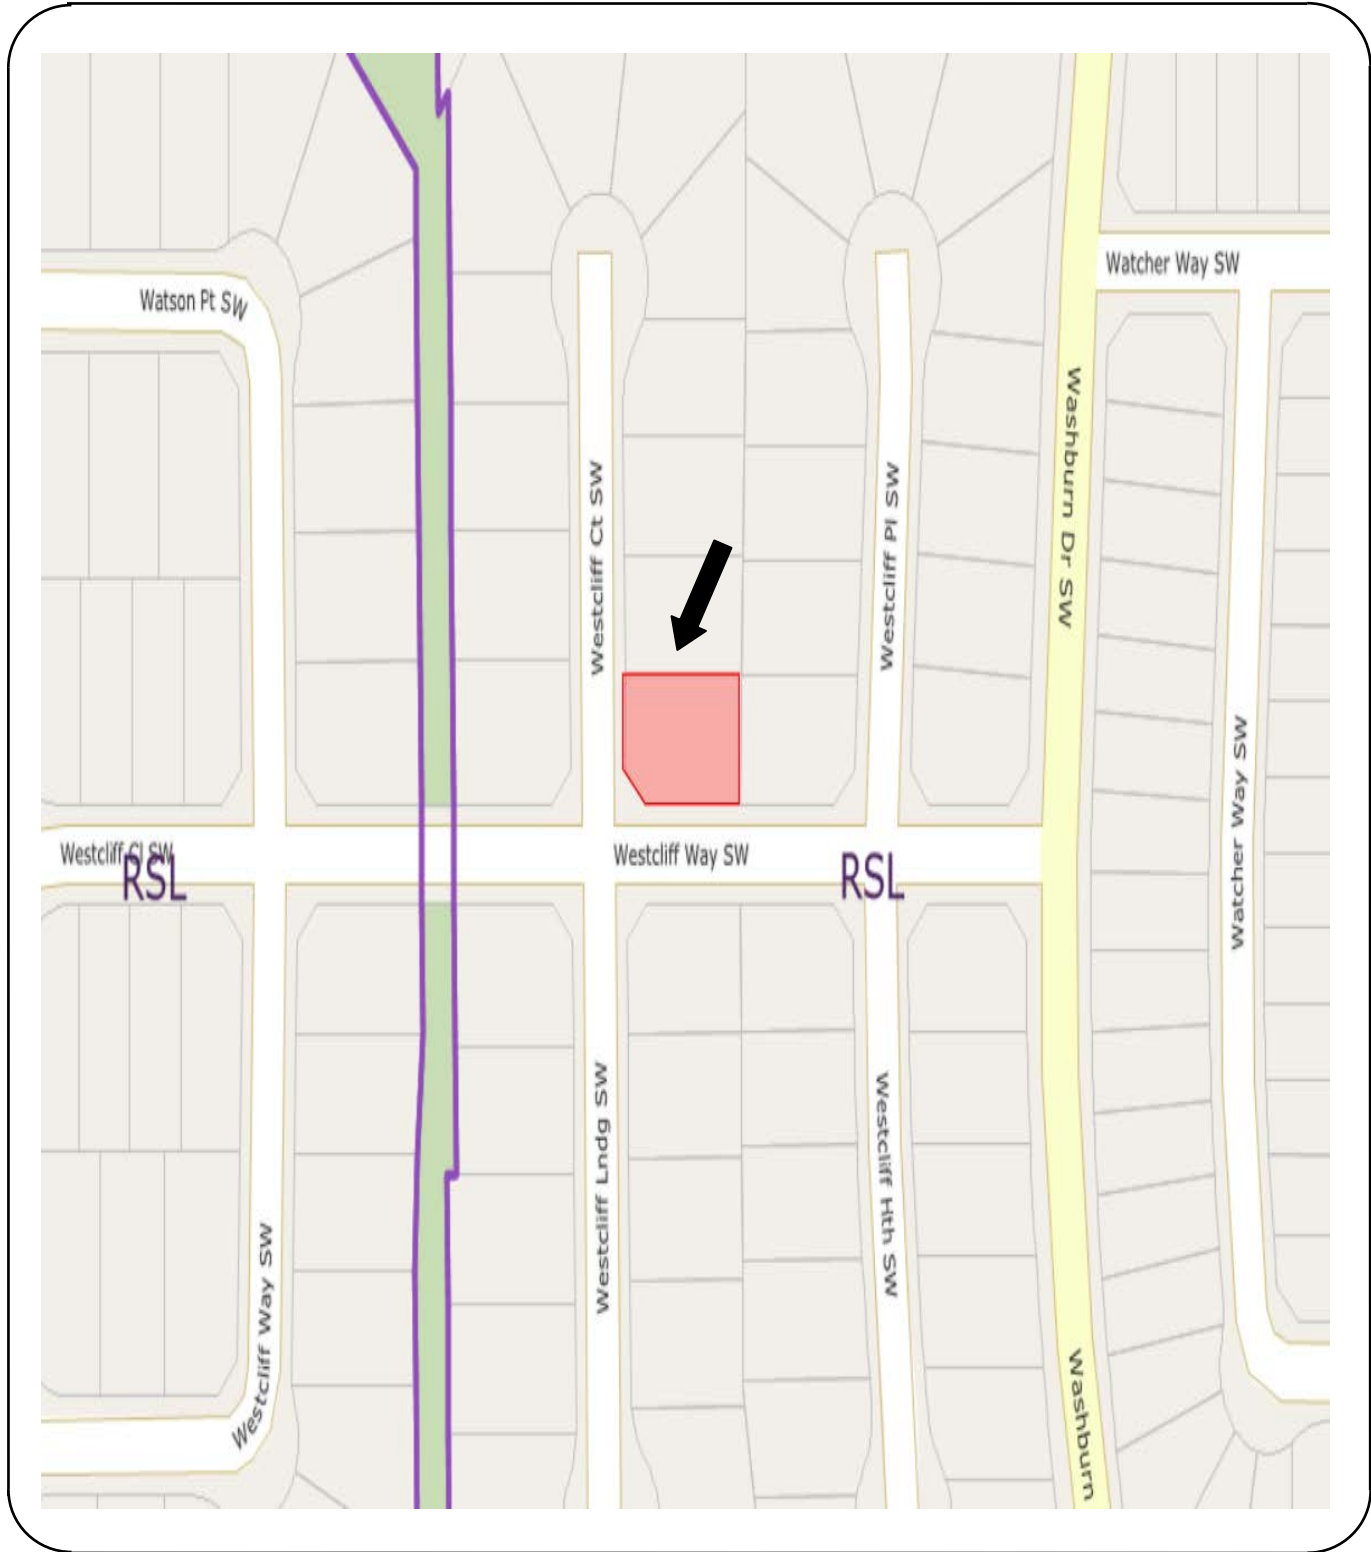 Watcher Way SW
Watson Pt SW
Washburn Dr SW
Westcliff Ct SW
Westcliff Pl SW
Watcher Way SW
Westcliff Cl SW
Westcliff Way SW
RSL
RSL
Westcliff Lndg SW
Westcliff Hth SW
Westcliff Way SW
Washburn